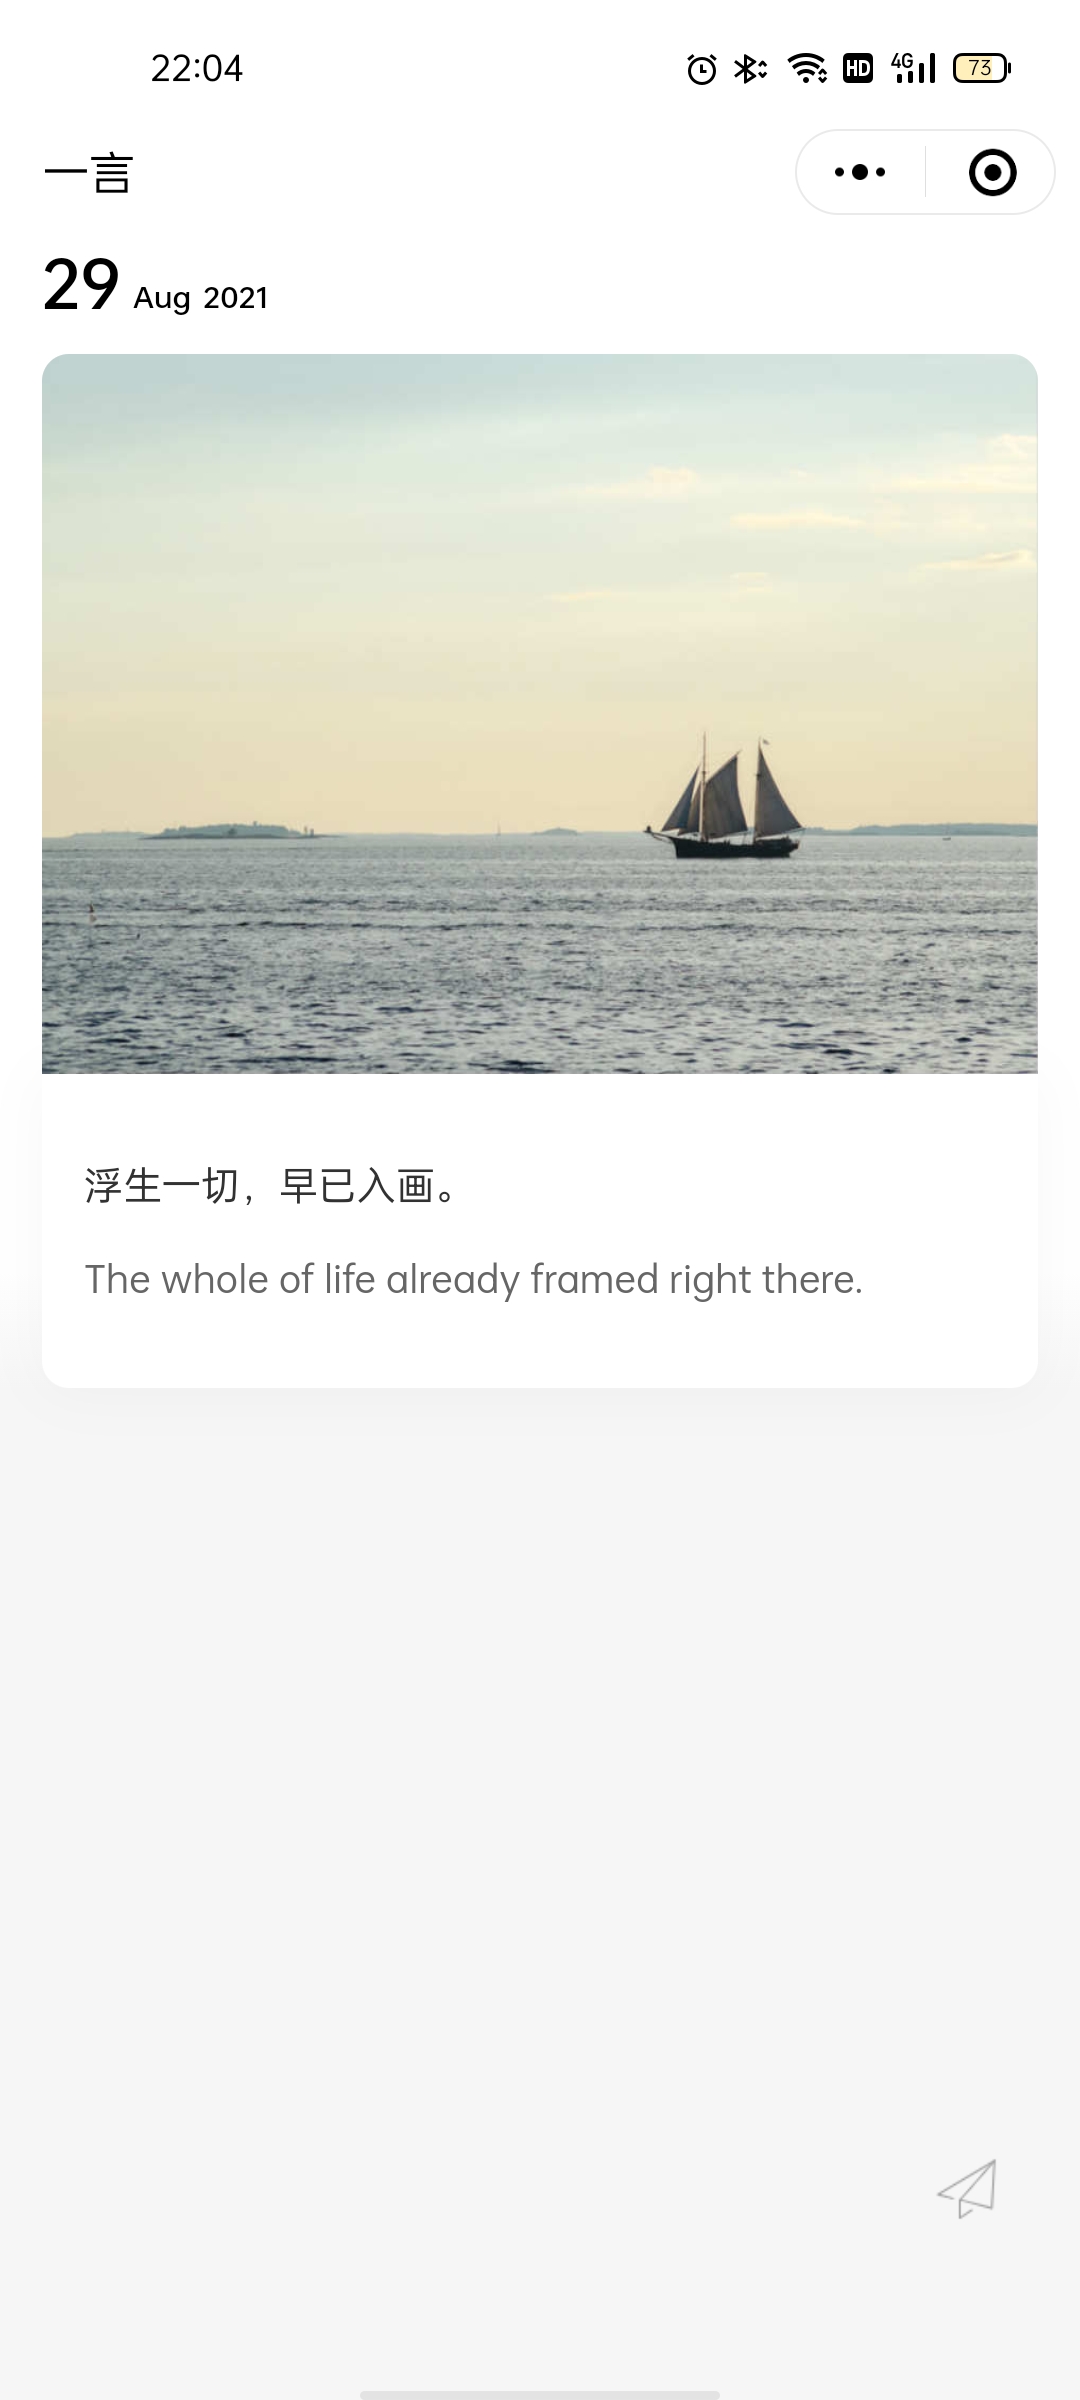 22:04
HD 4G 73
一言
29 Aug 2021
浮生一切，早已入画。
The whole of life already framed right there.